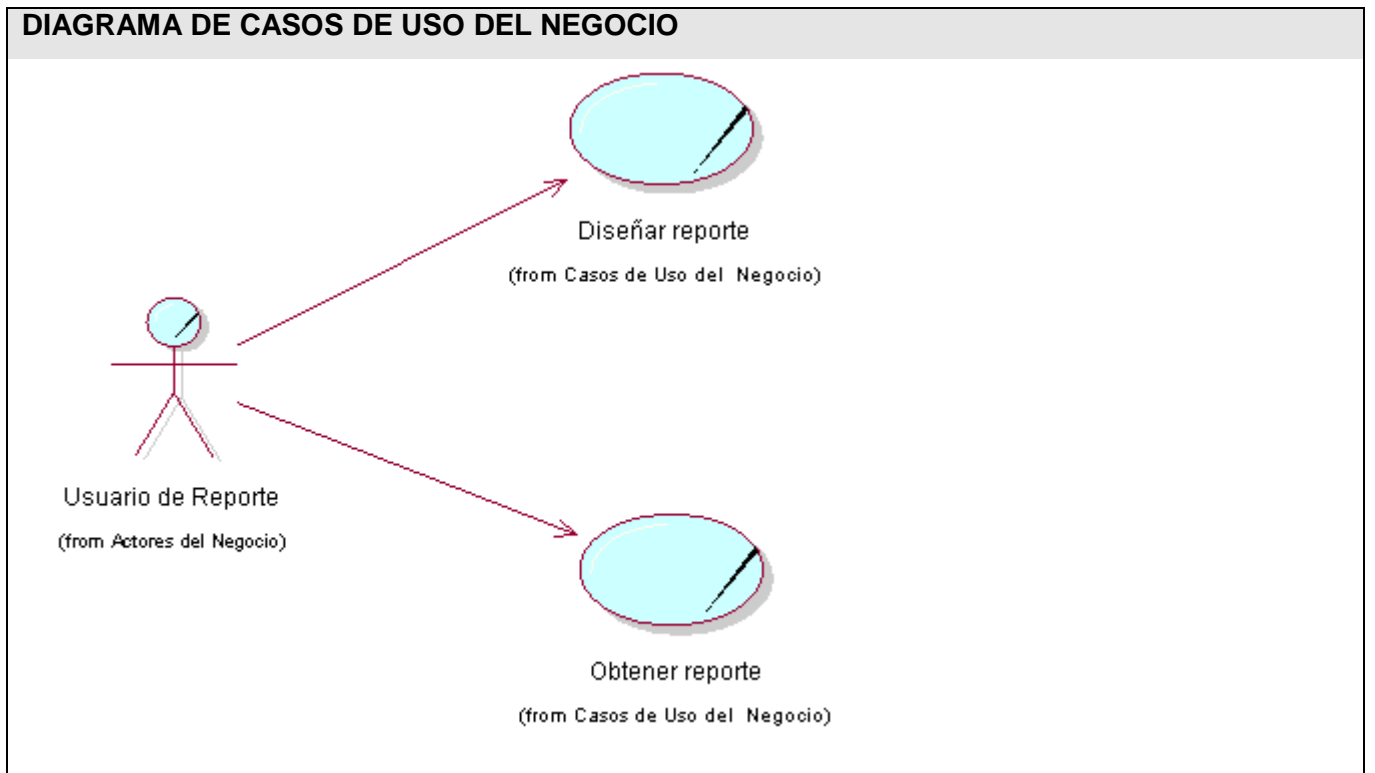 DIAGRAMA DE CASOS DE USO DEL NEGOCIO
Diseñar reporte
(from Casos de Uso del Negocio)
Usuario de Reporte
(from Actores del Negocio)
Obtener reporte
(from Casos de Uso del Negocio)